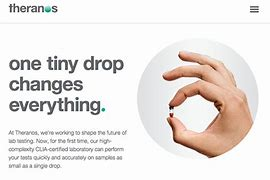 theranos
one tiny drop
changes
everything.
At Theranos, we're working to shape the future of
lab testing. Now, for the first time, our high-
complexity CLIA-certified laboratory can perform
your tests quickly and accurately on samples as
small as a single drop.